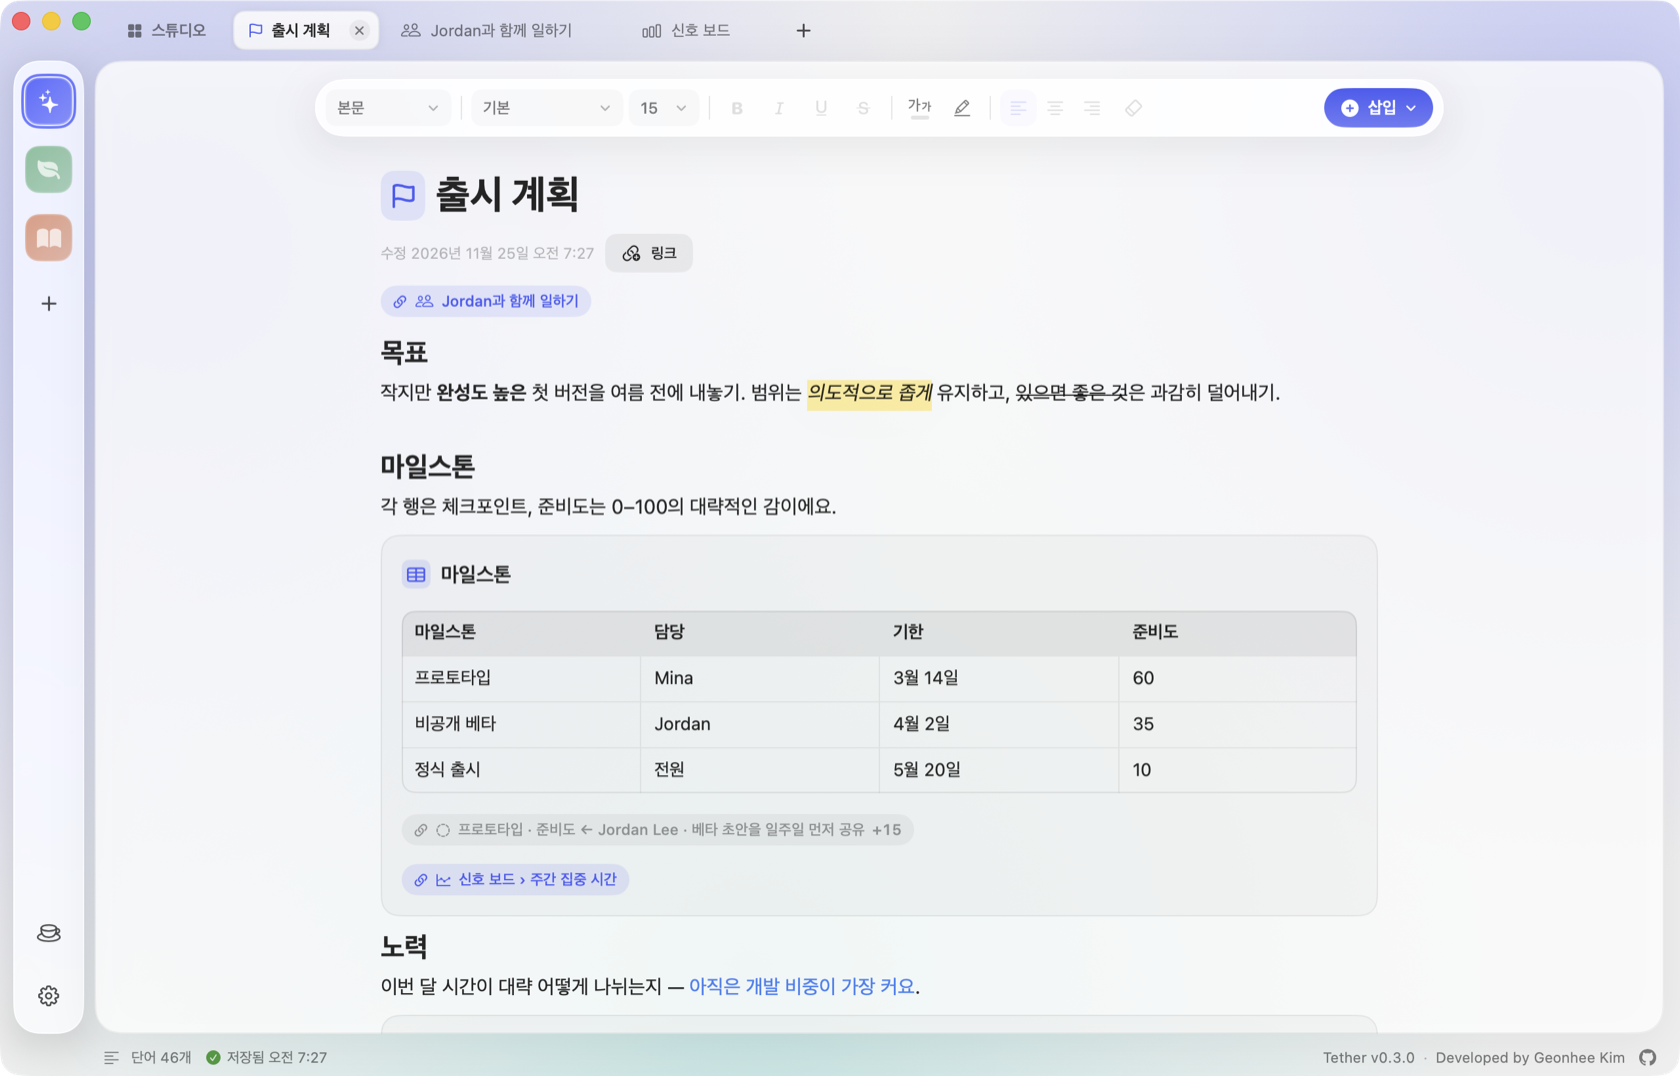 스튜디오
출시 계획
Jordan과 함께 일하기
신호 보드
본문
기본
15
B I U S
가가
삽입
출시 계획
수정 2026년 11월 25일 오전 7:27
링크
Jordan과 함께 일하기
목표
작지만 완성도 높은 첫 버전을 여름 전에 내놓기. 범위는 의도적으로 좁게 유지하고, 있으면 좋은 것은 과감히 덜어내기.
마일스톤
각 행은 체크포인트, 준비도는 0–100의 대략적인 감이에요.
마일스톤
마일스톤 담당 기한 준비도
프로토타입 Mina 3월 14일 60
비공개 베타 Jordan 4월 2일 35
정식 출시 전원 5월 20일 10
프로토타입 · 준비도 ← Jordan Lee · 베타 초안을 일주일 먼저 공유 +15
신호 보드 › 주간 집중 시간
노력
이번 달 시간이 대략 어떻게 나뉘는지 — 아직은 개발 비중이 가장 커요.
단어 46개
저장됨 오전 7:27
Tether v0.3.0 · Developed by Geonhee Kim